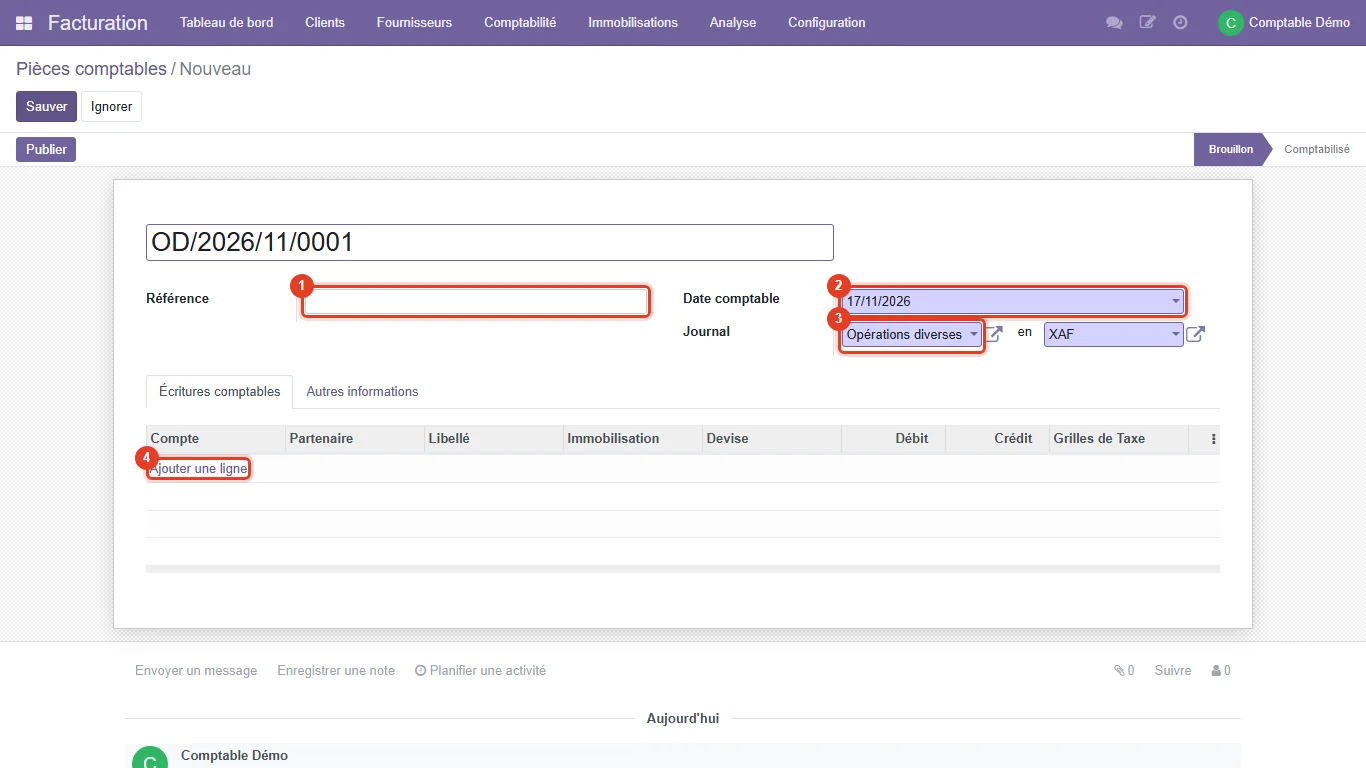 Facturation Tableau de bord Clients Fournisseurs Comptabilité Immobilisations Analyse Configuration C Comptable Démo
Pièces comptables / Nouveau
Sauver Ignorer
Publier Brouillon Comptabilisé
OD/2026/11/0001
1 2
Référence Date comptable 17/11/2026
3
Journal Opérations diverses en XAF
Écritures comptables Autres informations
Compte Partenaire Libellé Immobilisation Devise Débit Crédit Grilles de Taxe
4
Ajouter une ligne
Envoyer un message Enregistrer une note Planifier une activité 0 Suivre 0
Aujourd'hui
C Comptable Démo